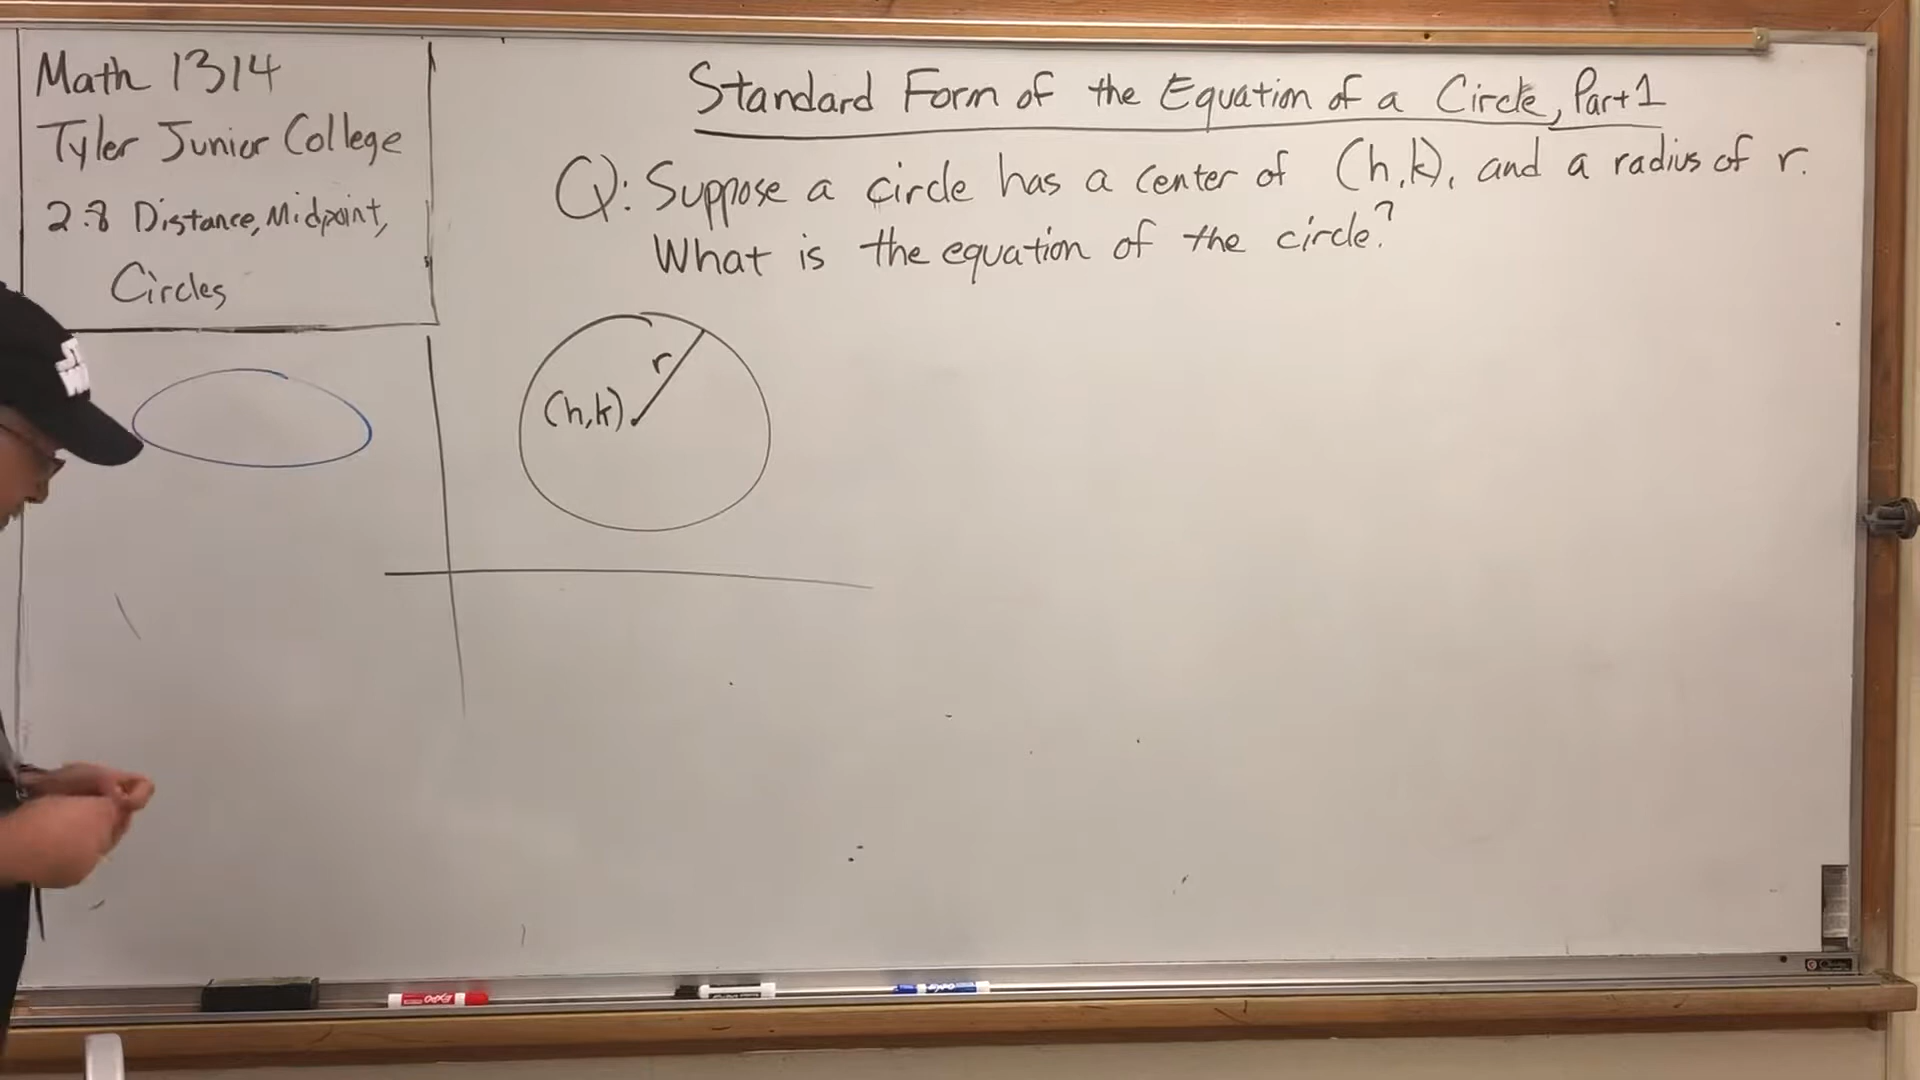 Math 1314
Tyler Junior College
2.8 Distance, Midpoint,
Circles
Standard Form of the Equation of a Circle, Part 1
Q: Suppose a circle has a center of (h,k), and a radius of r.
What is the equation of the circle?
r
(h,k)
EXPO